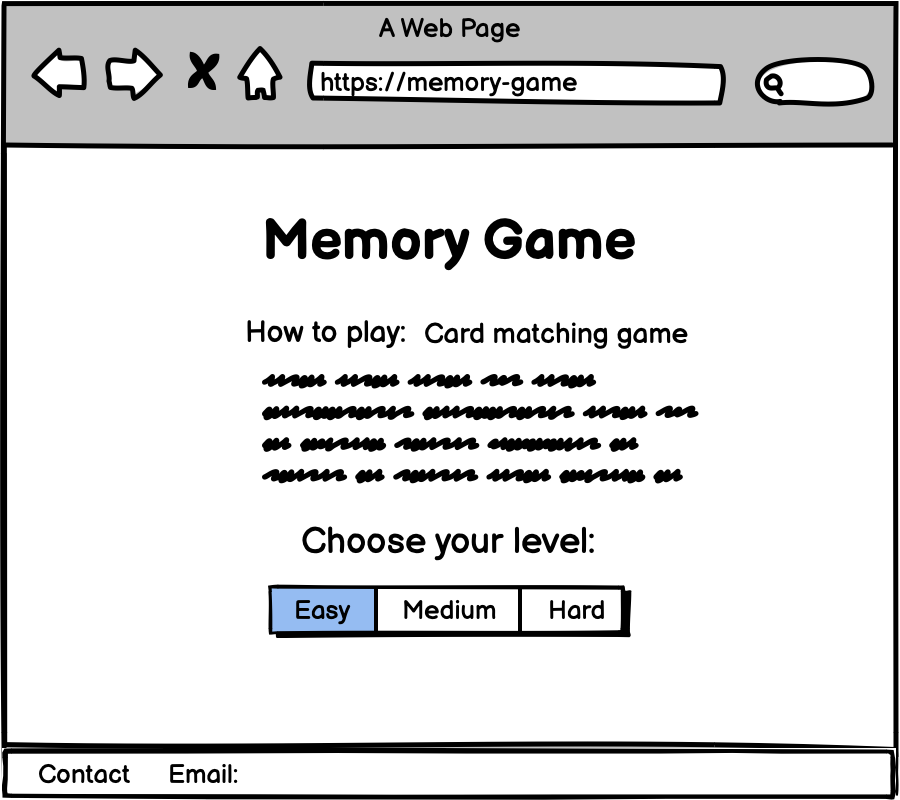 A Web Page
https://memory-game
Memory Game
How to play: Card matching game
Choose your level:
Easy Medium Hard
Contact Email: